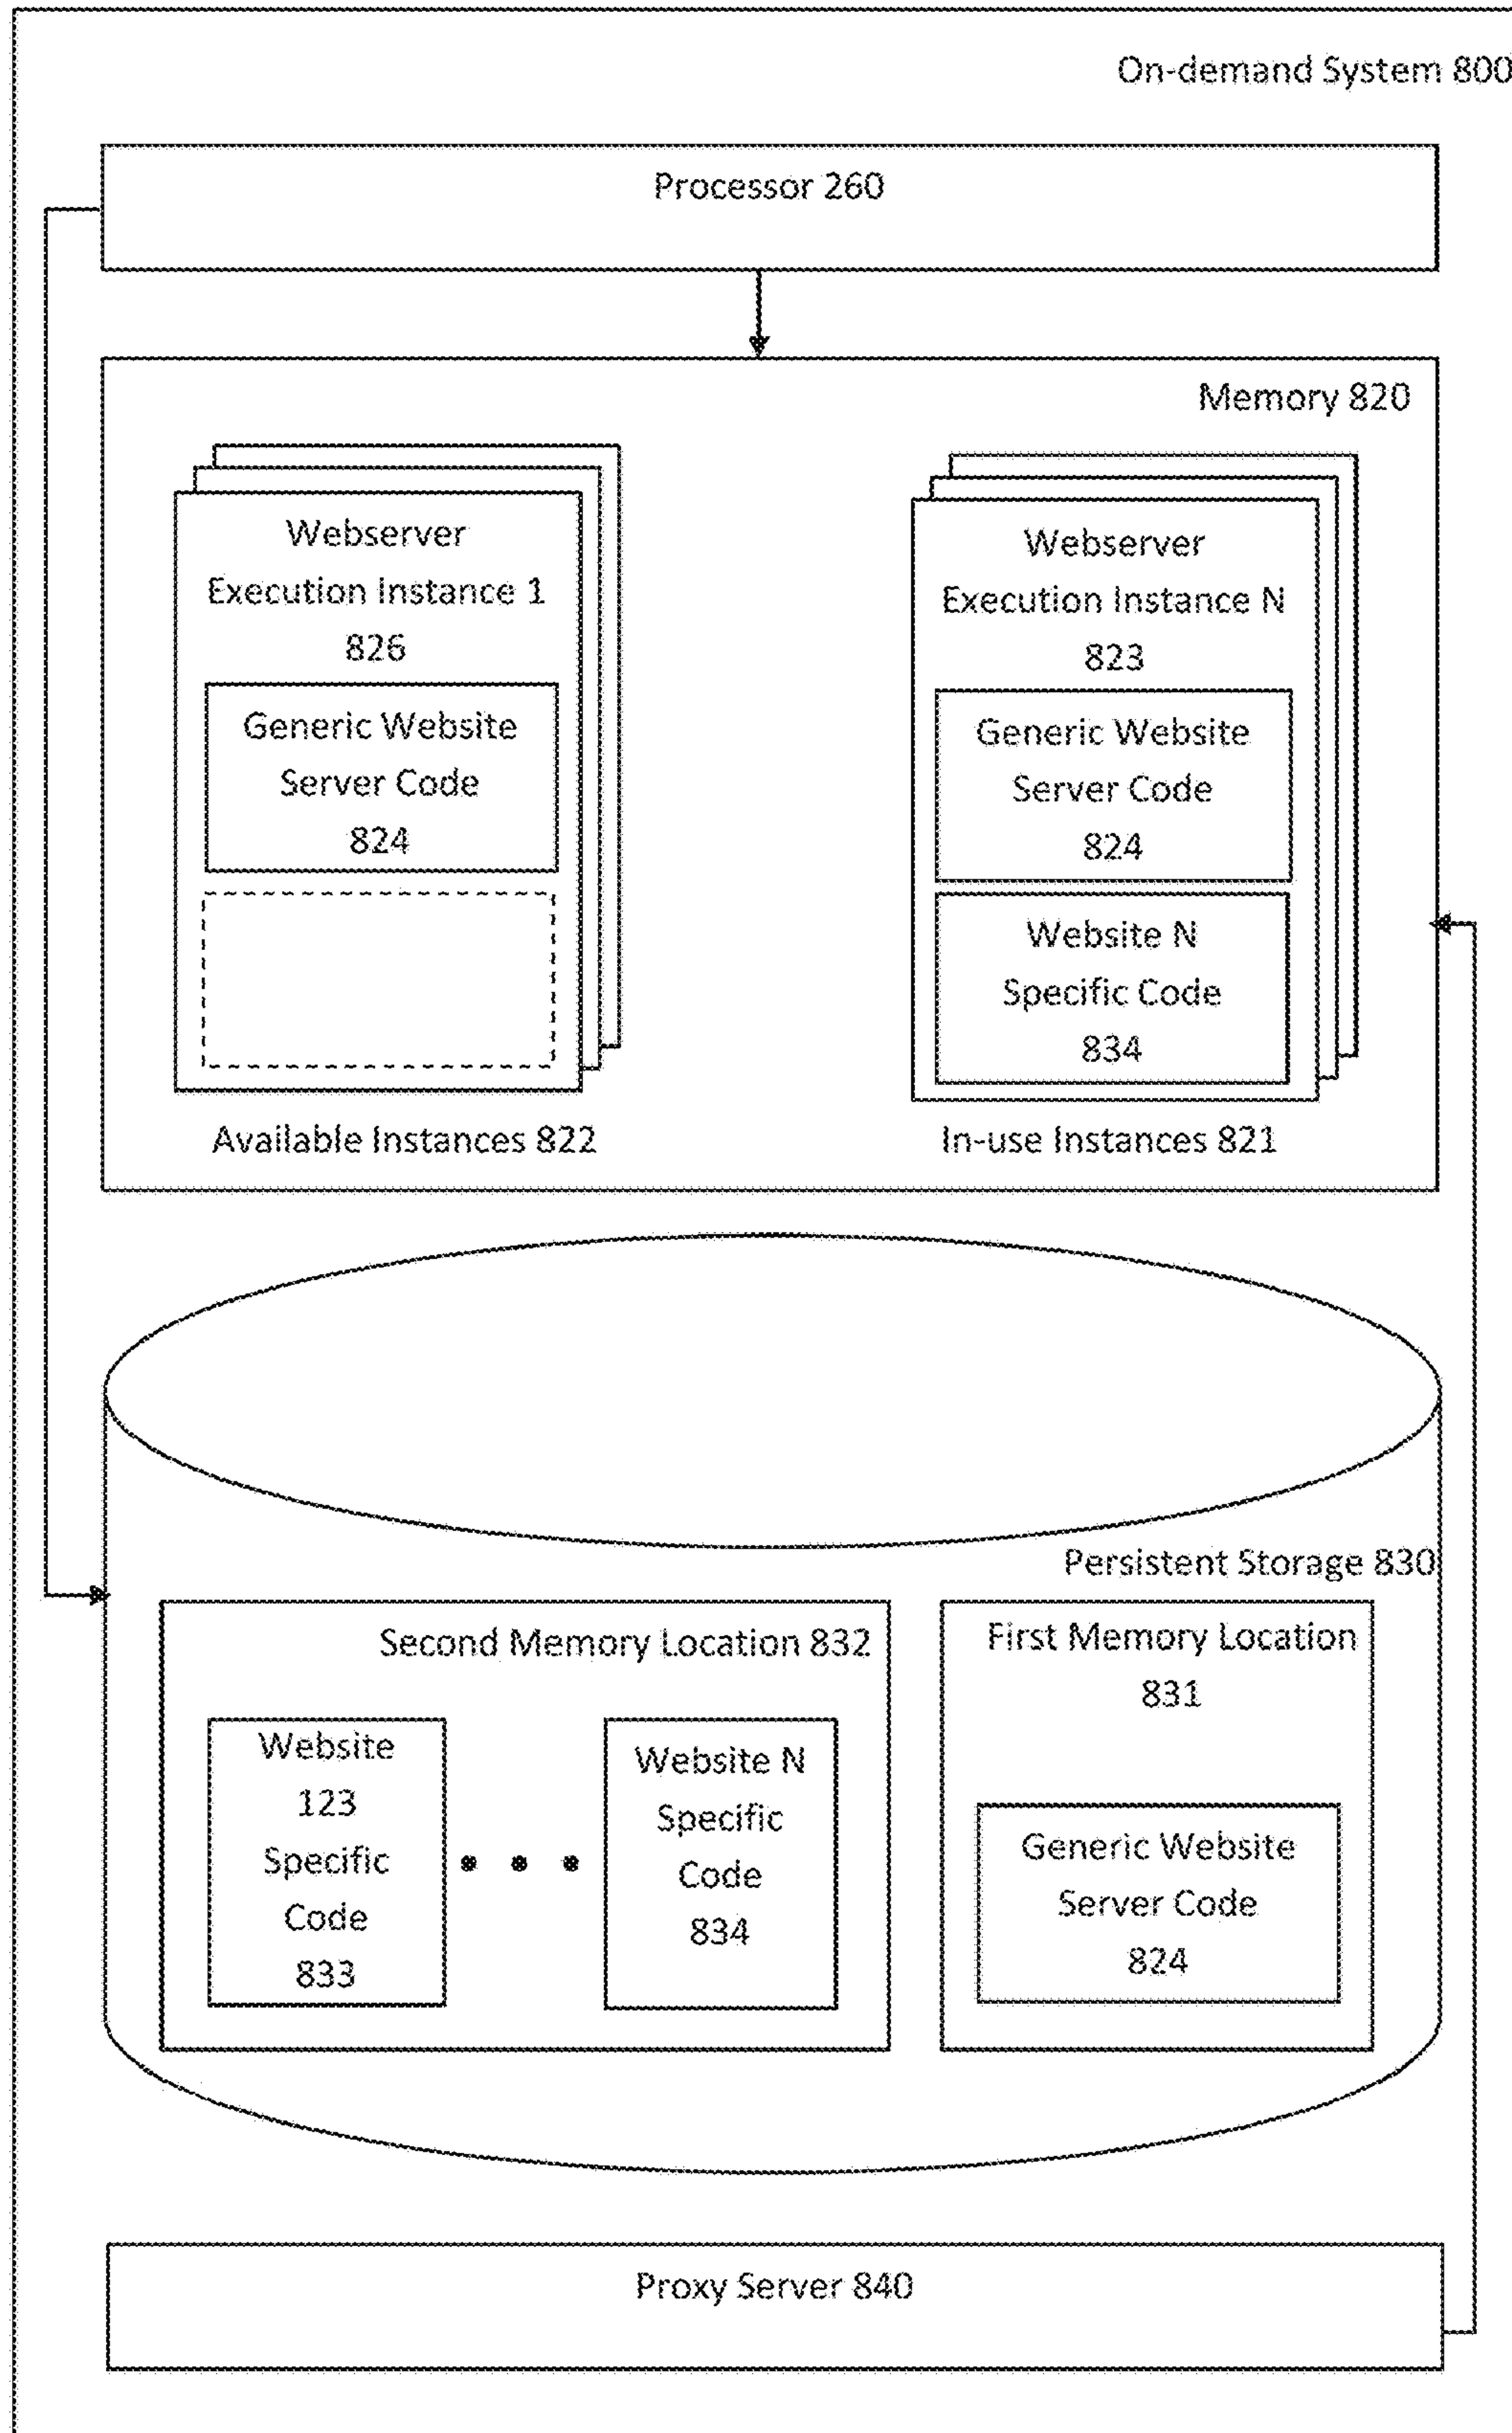 On-demand System 800
Processor 260
Memory 820
Webserver
Execution Instance 1
826
Generic Website
Server Code
824
Available Instances 822
Webserver
Execution Instance N
823
Generic Website
Server Code
824
Website N
Specific Code
834
In-use Instances 821
Persistent Storage 830
Second Memory Location 832
Website
123
Specific
Code
833
Website N
Specific
Code
834
First Memory Location
831
Generic Website
Server Code
824
Proxy Server 840